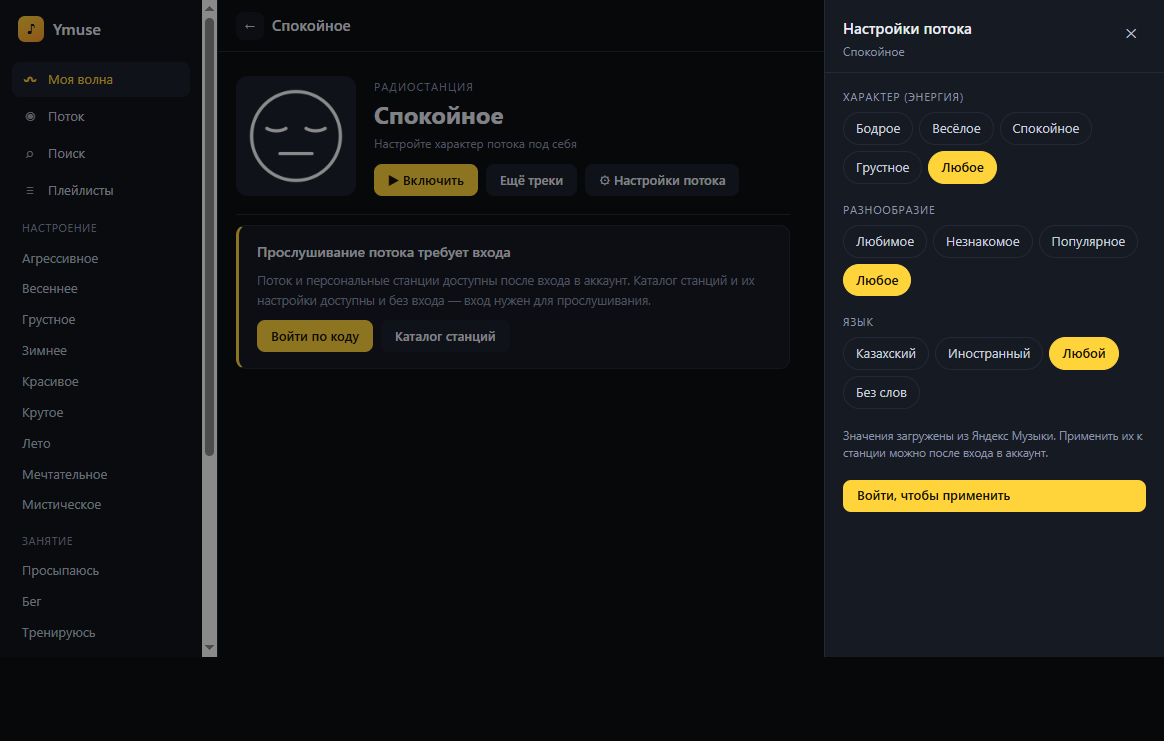 Ymuse
Моя волна
Поток
Поиск
Плейлисты
НАСТРОЕНИЕ
Агрессивное
Весеннее
Грустное
Зимнее
Красивое
Крутое
Лето
Мечтательное
Мистическое
ЗАНЯТИЕ
Просыпаюсь
Бег
Тренируюсь
← Спокойное
РАДИОСТАНЦИЯ
Спокойное
Настройте характер потока под себя
▶ Включить
Ещё треки
⚙ Настройки потока
Прослушивание потока требует входа
Поток и персональные станции доступны после входа в аккаунт. Каталог станций и их
настройки доступны и без входа — вход нужен для прослушивания.
Войти по коду
Каталог станций
Настройки потока
Спокойное
ХАРАКТЕР (ЭНЕРГИЯ)
Бодрое Весёлое Спокойное
Грустное Любое
РАЗНООБРАЗИЕ
Любимое Незнакомое Популярное
Любое
ЯЗЫК
Казахский Иностранный Любой
Без слов
Значения загружены из Яндекс Музыки. Применить их к
станции можно после входа в аккаунт.
Войти, чтобы применить